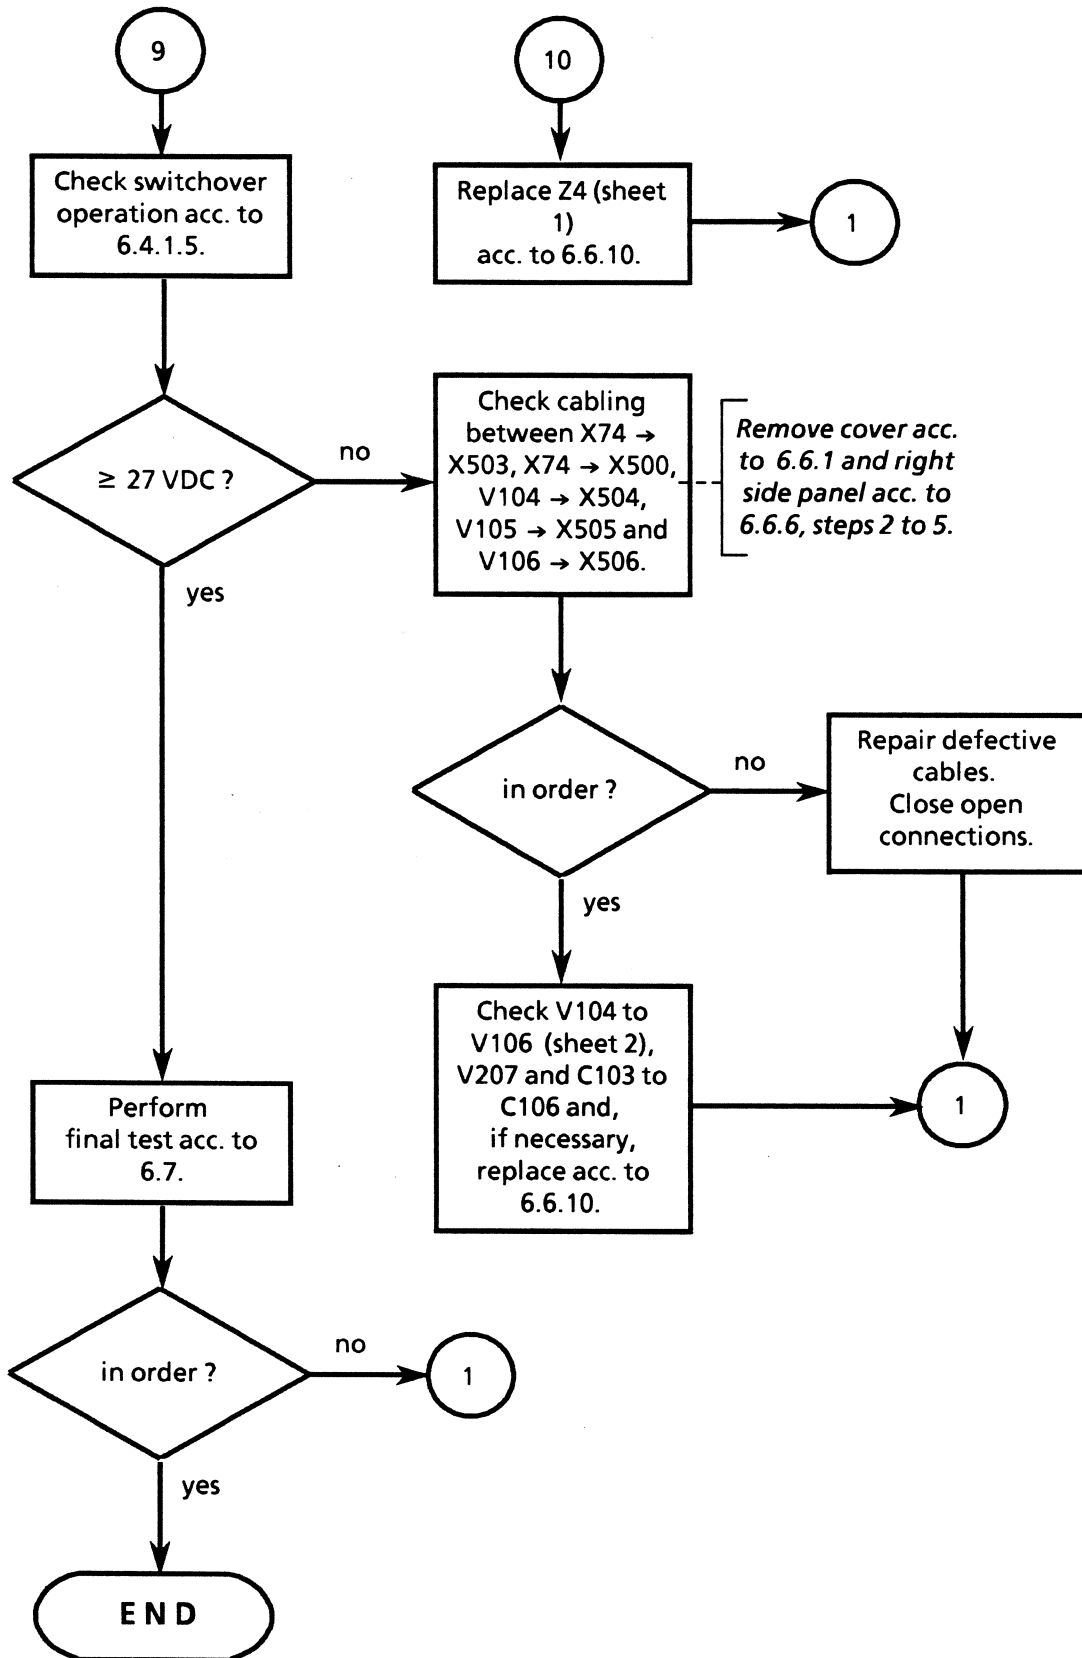 9
10
Check switchover
operation acc. to
6.4.1.5.
Replace Z4 (sheet
1)
acc. to 6.6.10.
1
≥ 27 VDC ?
no
yes
Check cabling
between X74 →
X503, X74 → X500,
V104 → X504,
V105 → X505 and
V106 → X506.
Remove cover acc.
to 6.6.1 and right
side panel acc. to
6.6.6, steps 2 to 5.
in order ?
no
yes
Repair defective
cables.
Close open
connections.
Check V104 to
V106 (sheet 2),
V207 and C103 to
C106 and,
if necessary,
replace acc. to
6.6.10.
1
Perform
final test acc. to
6.7.
in order ?
no
1
yes
END